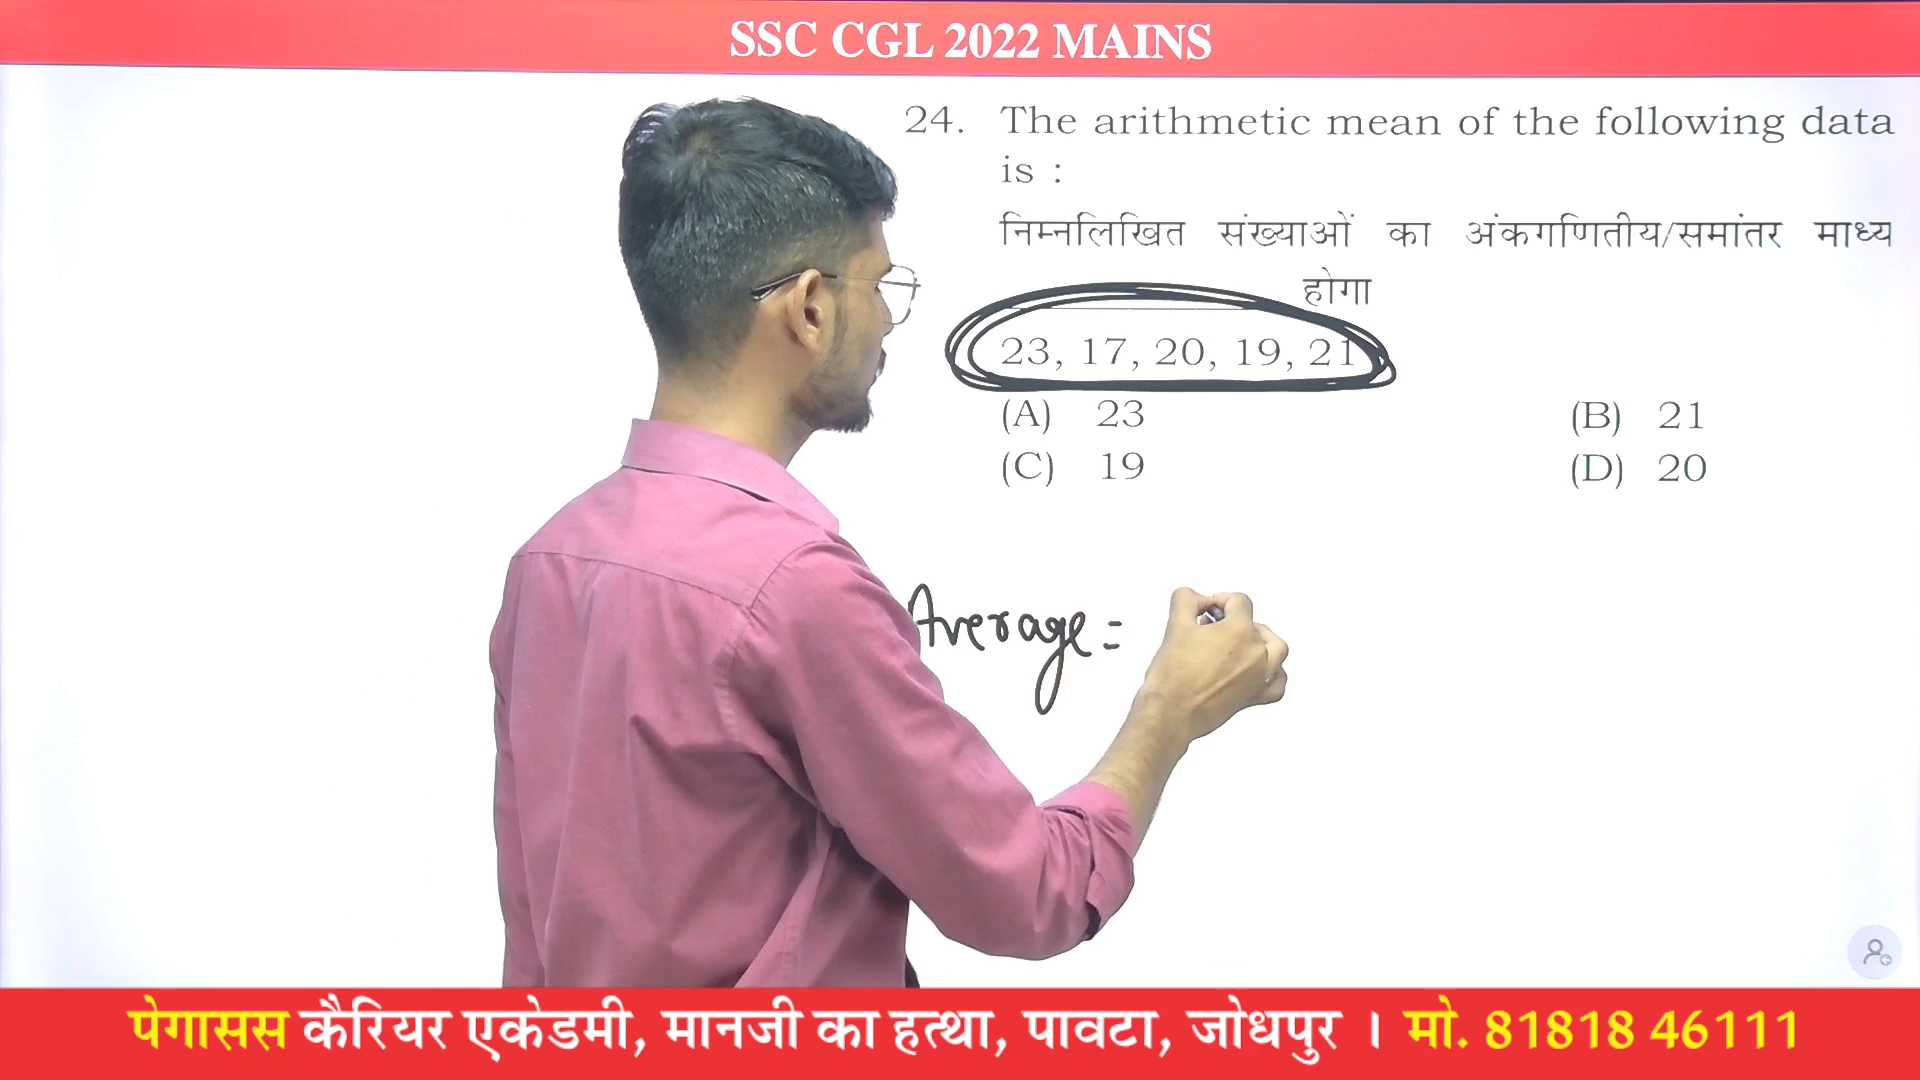 SSC CGL 2022 MAINS
24. The arithmetic mean of the following data
is :
निम्नलिखित संख्याओं का अंकगणितीय/समांतर माध्य
होगा
23, 17, 20, 19, 21
(A) 23 (B) 21
(C) 19 (D) 20
Average =
पेगासस कैरियर एकेडमी, मानजी का हत्था, पावटा, जोधपुर । मो. 81818 46111